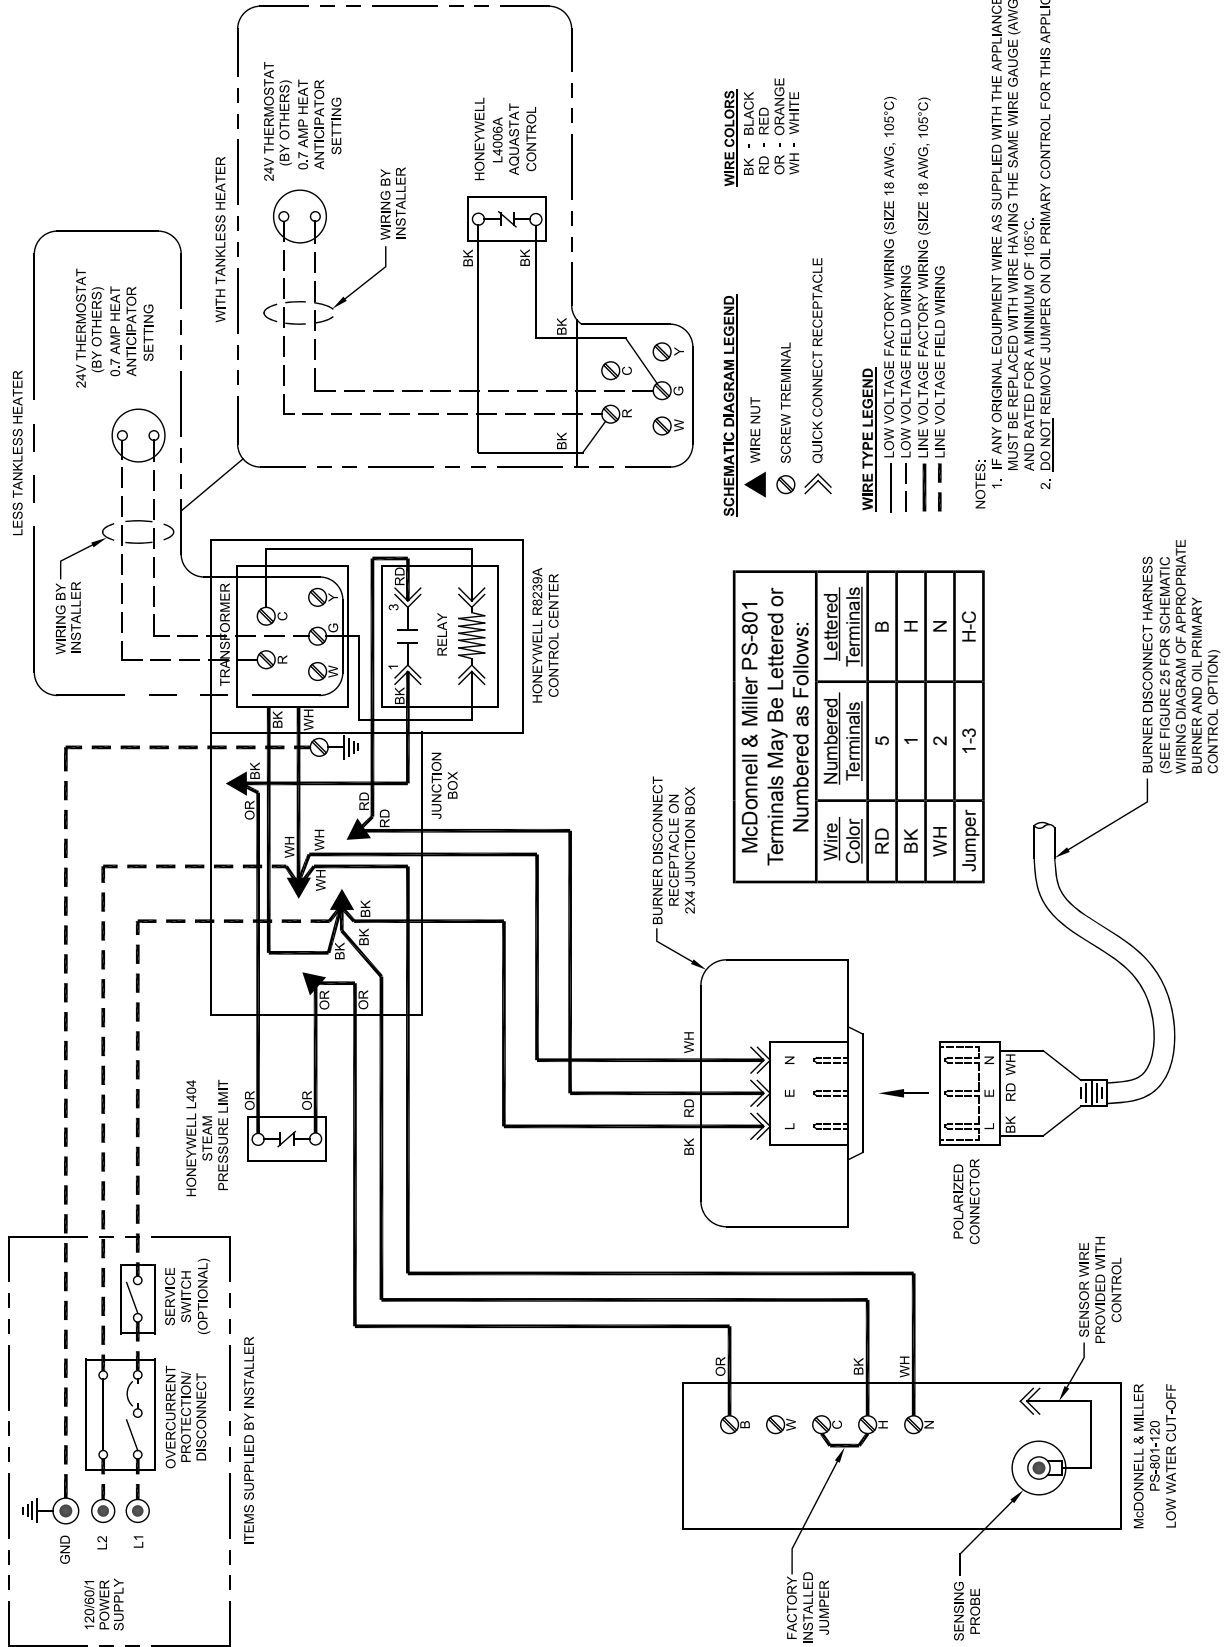 LESS TANKLESS HEATER
24V THERMOSTAT
(BY OTHERS)
0.7 AMP HEAT
ANTICIPATOR
SETTING
WIRING BY
INSTALLER
WITH TANKLESS HEATER
24V THERMOSTAT
(BY OTHERS)
0.7 AMP HEAT
ANTICIPATOR
SETTING
WIRING BY
INSTALLER
HONEYWELL
L4006A
AQUASTAT
CONTROL
BK
BK
BK
BK
R
C
W
G
Y
TRANSFORMER
R
C
W
G
Y
BK
WH
RELAY
1
3
BK
RD
HONEYWELL R8239A
CONTROL CENTER
JUNCTION
BOX
OR
BK
WH
WH
WH
RD
RD
BK
BK
BK
OR
OR
HONEYWELL L404
STEAM
PRESSURE LIMIT
OR
OR
120/60/1
POWER
SUPPLY
GND
L2
L1
OVERCURRENT
PROTECTION/
DISCONNECT
SERVICE
SWITCH
(OPTIONAL)
ITEMS SUPPLIED BY INSTALLER
BURNER DISCONNECT
RECEPTACLE ON
2X4 JUNCTION BOX
BK
RD
WH
L
E
N
POLARIZED
CONNECTOR
L
E
N
BK
RD
WH
BURNER DISCONNECT HARNESS
(SEE FIGURE 25 FOR SCHEMATIC
WIRING DIAGRAM OF APPROPRIATE
BURNER AND OIL PRIMARY
CONTROL OPTION)
OR
BK
WH
B
W
C
H
N
FACTORY
INSTALLED
JUMPER
SENSING
PROBE
SENSOR WIRE
PROVIDED WITH
CONTROL
McDONNELL & MILLER
PS-801-120
LOW WATER CUT-OFF
McDonnell & Miller PS-801
Terminals May Be Lettered or
Numbered as Follows:
Wire Color Numbered Terminals Lettered Terminals
RD 5 B
BK 1 H
WH 2 N
Jumper 1-3 H-C
SCHEMATIC DIAGRAM LEGEND
WIRE NUT
SCREW TREMINAL
QUICK CONNECT RECEPTACLE
WIRE COLORS
BK - BLACK
RD - RED
OR - ORANGE
WH - WHITE
WIRE TYPE LEGEND
LOW VOLTAGE FACTORY WIRING (SIZE 18 AWG, 105°C)
LOW VOLTAGE FIELD WIRING
LINE VOLTAGE FACTORY WIRING (SIZE 18 AWG, 105°C)
LINE VOLTAGE FIELD WIRING
NOTES:
1. IF ANY ORIGINAL EQUIPMENT WIRE AS SUPPLIED WITH THE APPLIANCE
MUST BE REPLACED WITH WIRE HAVING THE SAME WIRE GAUGE (AWG
AND RATED FOR A MINIMUM OF 105°C.
2. DO NOT REMOVE JUMPER ON OIL PRIMARY CONTROL FOR THIS